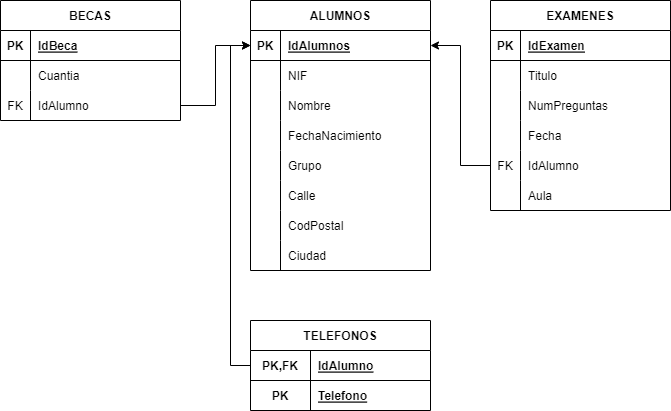 BECAS
PK IdBeca
Cuantia
FK IdAlumno
ALUMNOS
PK IdAlumnos
NIF
Nombre
FechaNacimiento
Grupo
Calle
CodPostal
Ciudad
EXAMENES
PK IdExamen
Titulo
NumPreguntas
Fecha
FK IdAlumno
Aula
TELEFONOS
PK,FK IdAlumno
PK Telefono